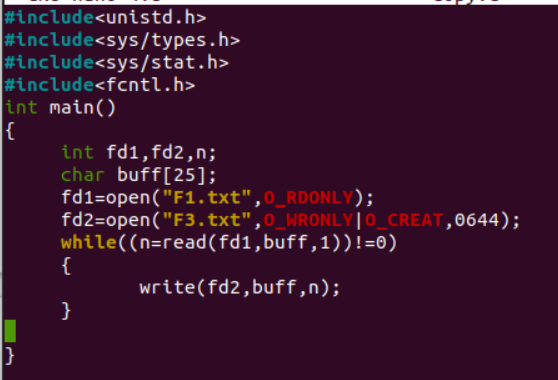 #include<unistd.h>
#include<sys/types.h>
#include<sys/stat.h>
#include<fcntl.h>
int main()
{
int fd1,fd2,n;
char buff[25];
fd1=open("F1.txt",O_RDONLY);
fd2=open("F3.txt",O_WRONLY|O_CREAT,0644);
while((n=read(fd1,buff,1))!=0)
{
write(fd2,buff,n);
}
}